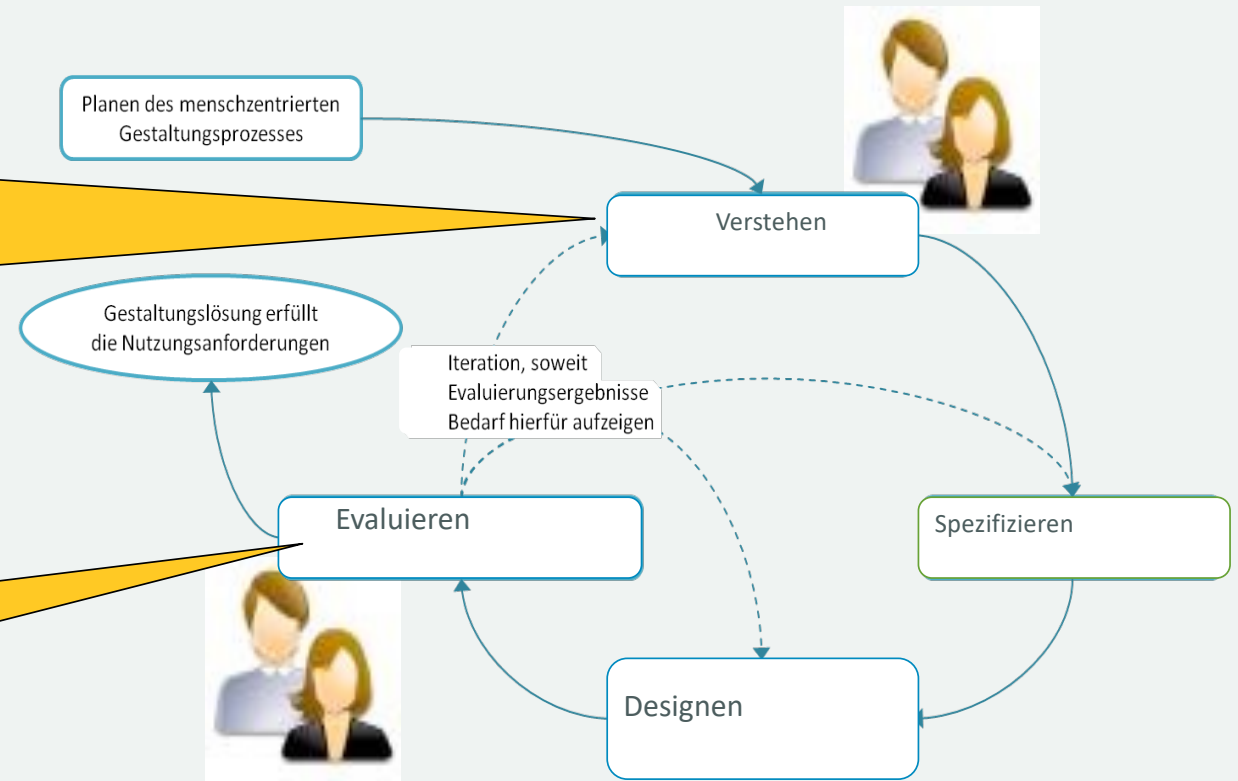 Planen des menschzentrierten
Gestaltungsprozesses
Verstehen
Gestaltungslösung erfüllt
die Nutzungsanforderungen
Iteration, soweit
Evaluierungsergebnisse
Bedarf hierfür aufzeigen
Evaluieren
Spezifizieren
Designen